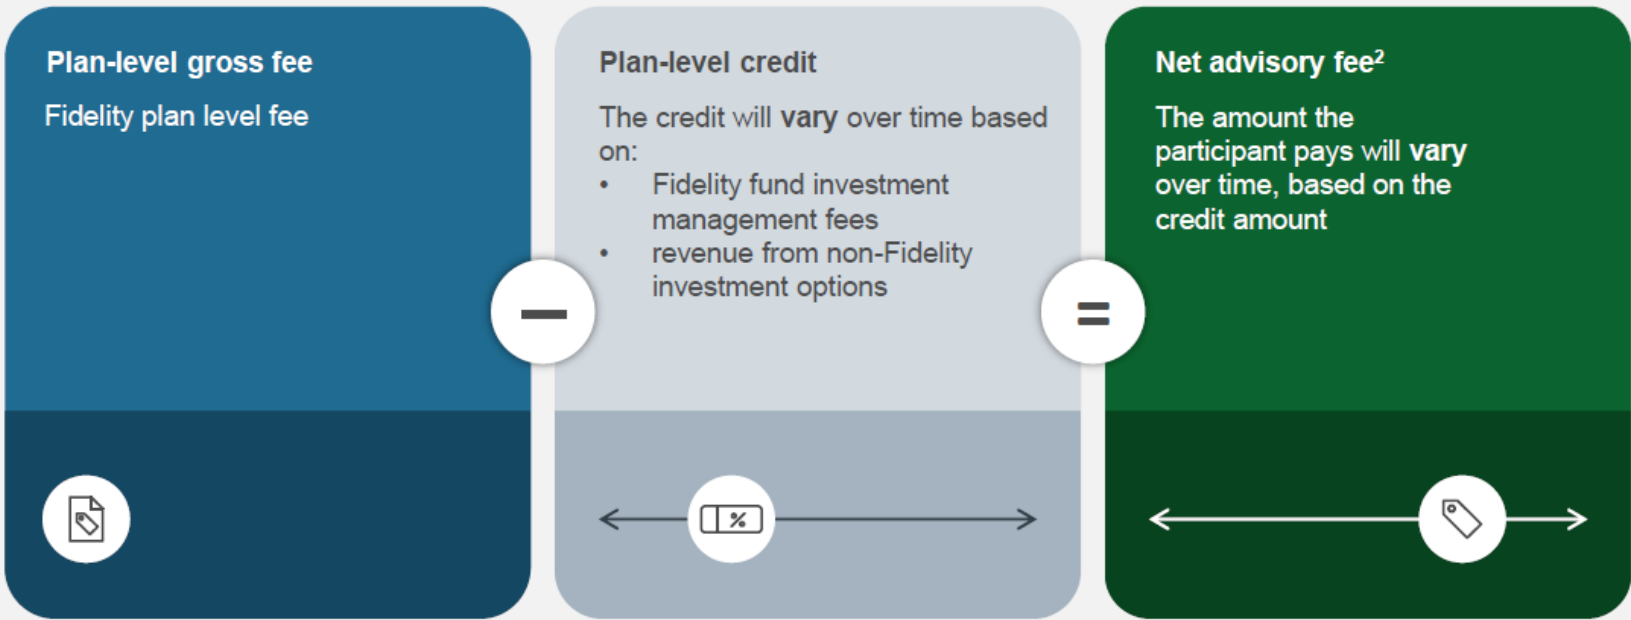 Plan-level gross fee
Fidelity plan level fee
Plan-level credit
The credit will vary over time based
on:
• Fidelity fund investment
management fees
• revenue from non-Fidelity
investment options
Net advisory fee²
The amount the
participant pays will vary
over time, based on the
credit amount
–
=
%